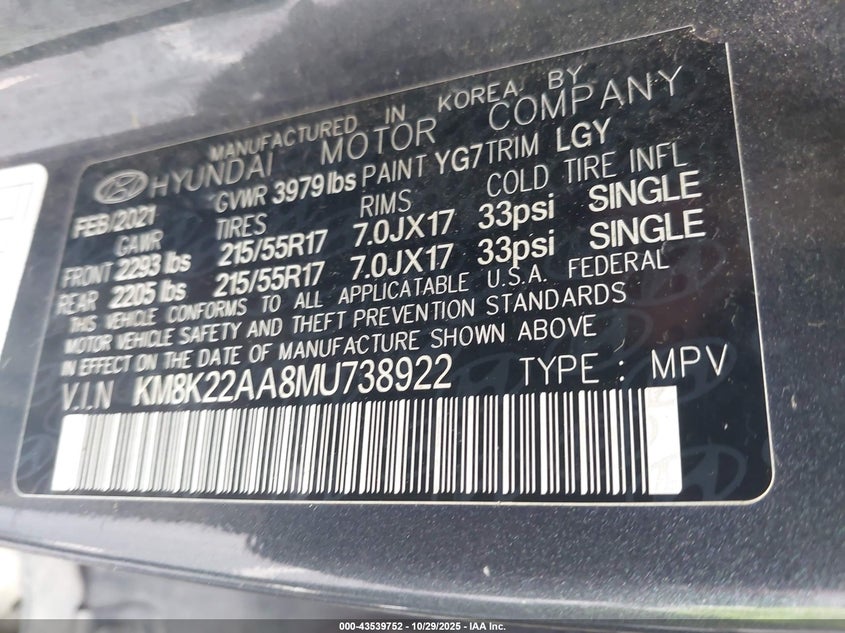 MANUFACTURED IN KOREA BY
HYUNDAI MOTOR COMPANY
FEB/2021 GVWR 3979lbs PAINT YG7 TRIM LGY
GAWR TIRES RIMS COLD TIRE INFL
FRONT 2293 lbs 215/55R17 7.0JX17 33psi SINGLE
REAR 2205 lbs 215/55R17 7.0JX17 33psi SINGLE
THIS VEHICLE CONFORMS TO ALL APPLICATABLE U.S.A. FEDERAL
MOTOR VEHICLE SAFETY AND THEFT PREVENTION STANDARDS
IN EFFECT ON THE DATE OF MANUFACTURE SHOWN ABOVE
V.I.N KM8K22AA8MU738922 TYPE : MPV
000-43539752 | 10/29/2025 | IAA Inc.